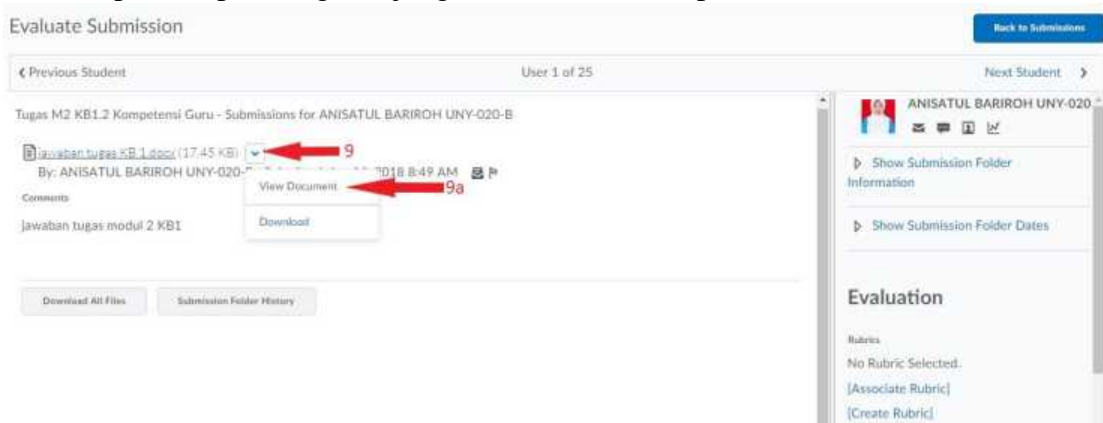 Evaluate Submission
Back to Submissions
Previous Student
User 1 of 25
Next Student
Tugas M2 KB1.2 Kompetensi Guru - Submissions for ANISATUL BARIROH UNY-020-B
jawaban tugas KB 1.docx (17.45 KB)
9
By: ANISATUL BARIROH UNY-020- 2018 8:49 AM
View Document
9a
Comments
jawaban tugas modul 2 KB1
Download
Download All Files
Submission Folder History
ANISATUL BARIROH UNY-020
Show Submission Folder
Information
Show Submission Folder Dates
Evaluation
Rubrics
No Rubric Selected.
[Associate Rubric]
[Create Rubric]